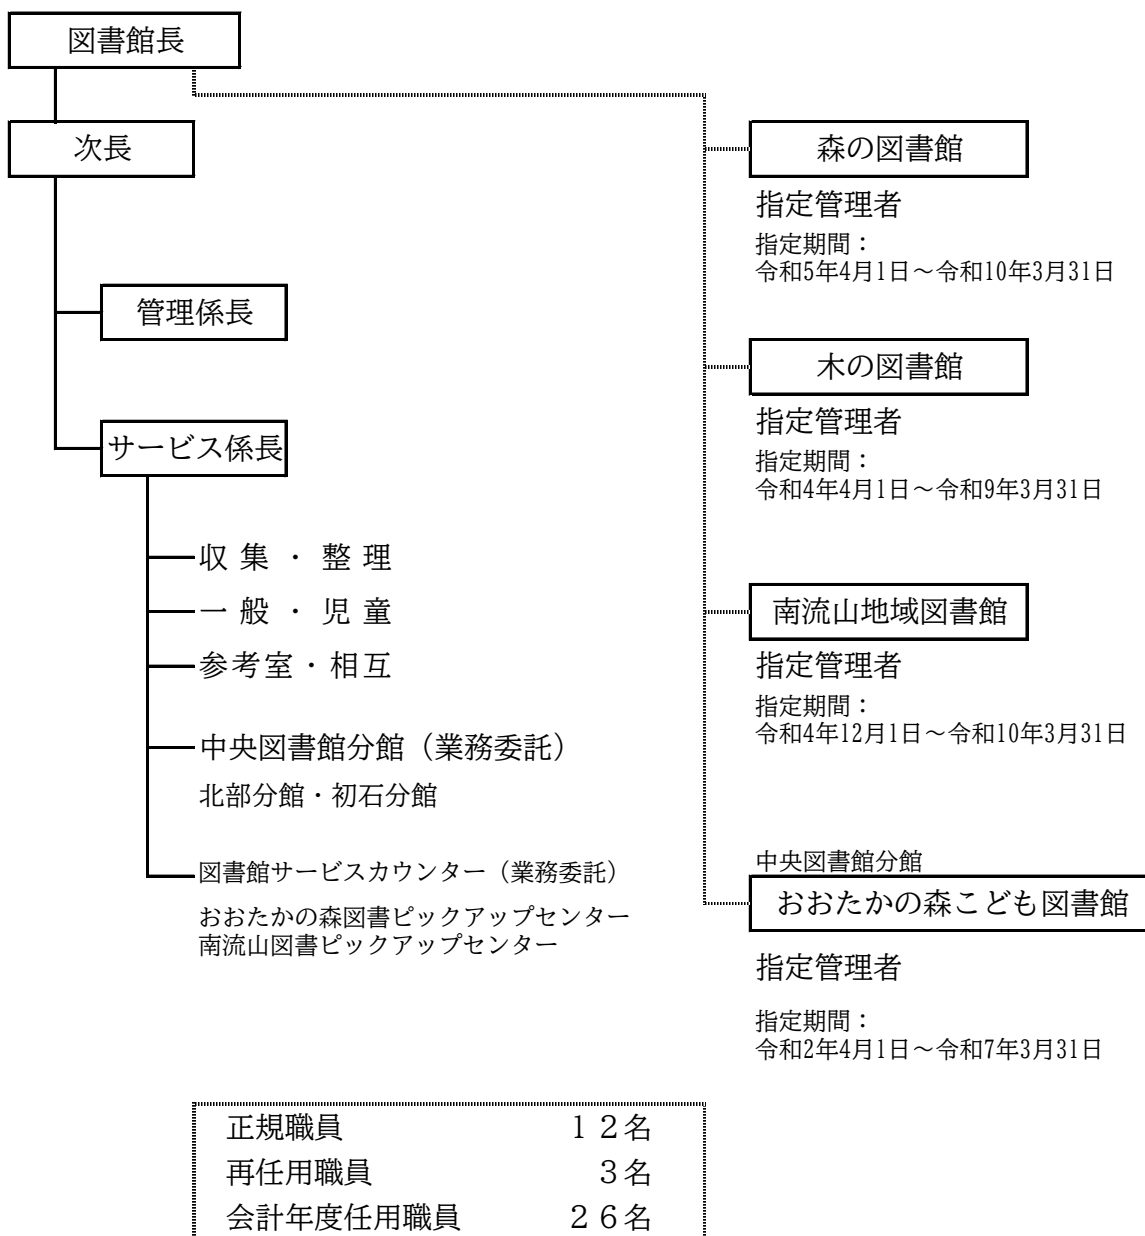 図書館長
次長
管理係長
サービス係長
収集・整理
一般・児童
参考室・相互
中央図書館分館（業務委託）
北部分館・初石分館
図書館サービスカウンター（業務委託）
おおたかの森図書ピックアップセンター
南流山図書ピックアップセンター
森の図書館
指定管理者
指定期間：
令和5年4月1日～令和10年3月31日
木の図書館
指定管理者
指定期間：
令和4年4月1日～令和9年3月31日
南流山地域図書館
指定管理者
指定期間：
令和4年12月1日～令和10年3月31日
中央図書館分館
おおたかの森こども図書館
指定管理者
指定期間：
令和2年4月1日～令和7年3月31日
正規職員 １２名
再任用職員 ３名
会計年度任用職員 ２６名